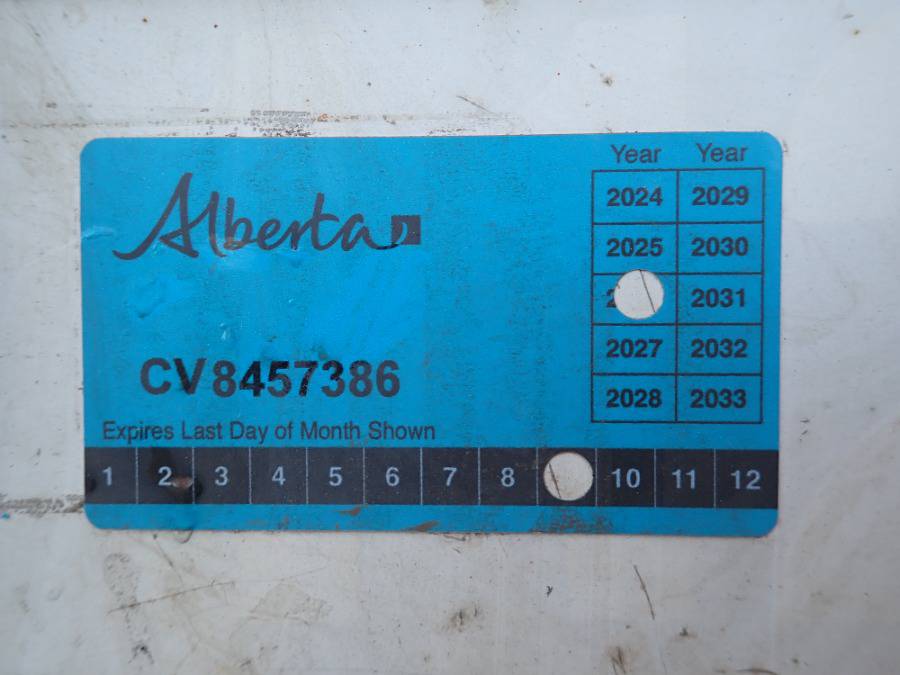 Alberta
Year Year
2024 2029
2025 2030
2031
2027 2032
2028 2033
CV8457386
Expires Last Day of Month Shown
1 2 3 4 5 6 7 8 10 11 12